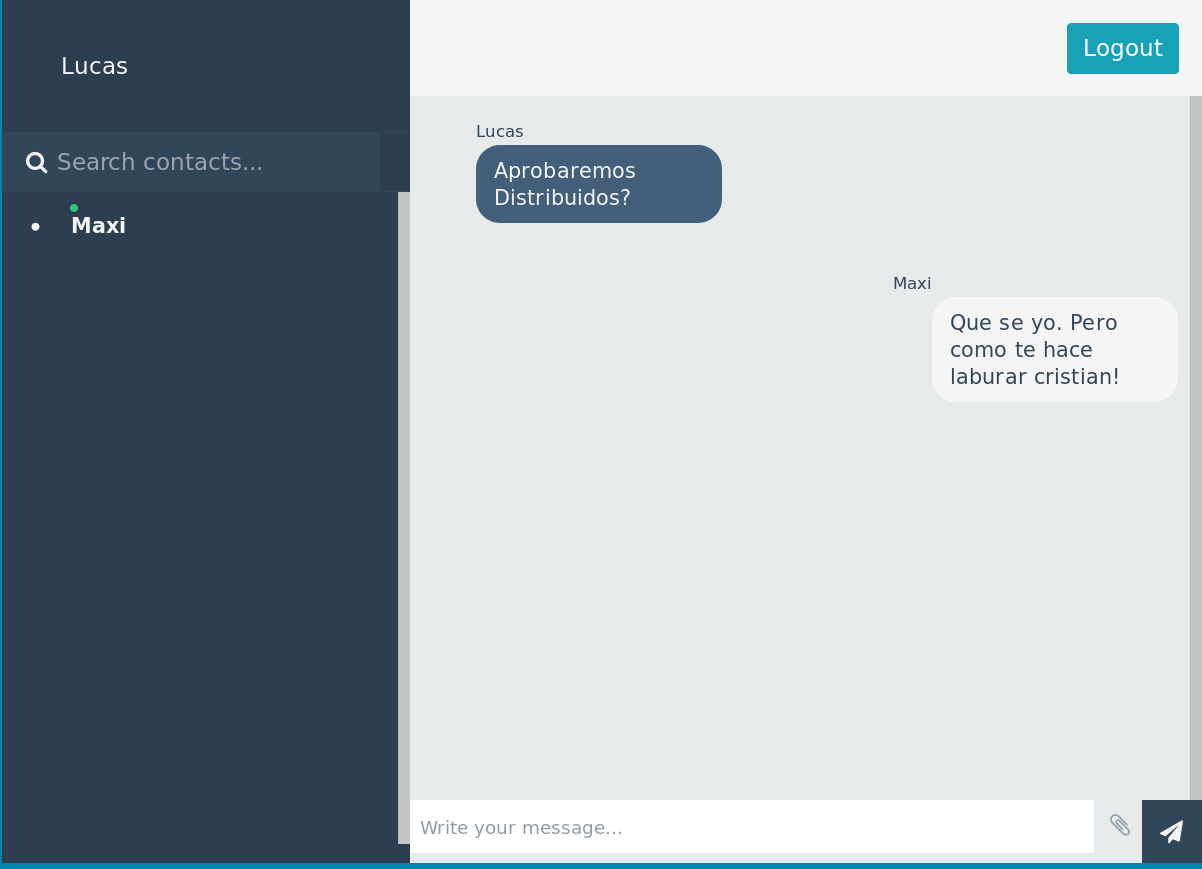 Lucas
Search contacts...
Maxi
Logout
Lucas
Aprobaremos
Distribuidos?
Maxi
Que se yo. Pero
como te hace
laburar cristian!
Write your message...